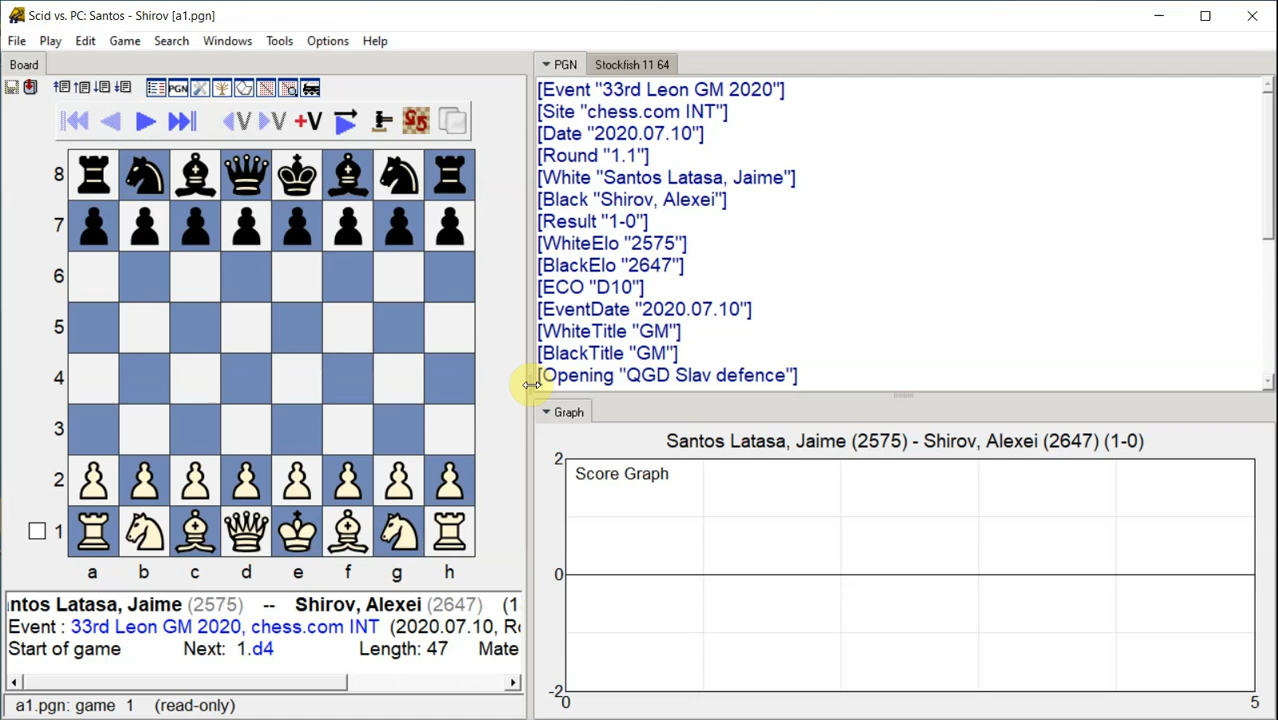 Scid vs. PC: Santos - Shirov [a1.pgn]
File Play Edit Game Search Windows Tools Options Help
Board
PGN
V V +V
8
7
6
5
4
3
2
1
a b c d e f g h
ntos Latasa, Jaime (2575) -- Shirov, Alexei (2647) (1
Event : 33rd Leon GM 2020, chess.com INT (2020.07.10, Ro
Start of game Next: 1.d4 Length: 47 Mate
a1.pgn: game 1 (read-only)
PGN Stockfish 11 64
[Event "33rd Leon GM 2020"]
[Site "chess.com INT"]
[Date "2020.07.10"]
[Round "1.1"]
[White "Santos Latasa, Jaime"]
[Black "Shirov, Alexei"]
[Result "1-0"]
[WhiteElo "2575"]
[BlackElo "2647"]
[ECO "D10"]
[EventDate "2020.07.10"]
[WhiteTitle "GM"]
[BlackTitle "GM"]
[Opening "QGD Slav defence"]
Graph
Santos Latasa, Jaime (2575) - Shirov, Alexei (2647) (1-0)
2
Score Graph
0
-2
0 5